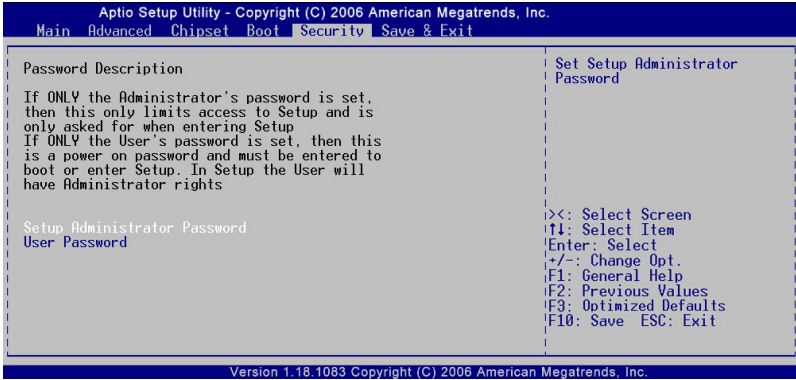 Aptio Setup Utility - Copyright (C) 2006 American Megatrends, Inc.
Main Advanced Chipset Boot Security Save & Exit
Password Description
If ONLY the Administrator's password is set,
then this only limits access to Setup and is
only asked for when entering Setup
If ONLY the User's password is set, then this
is a power on password and must be entered to
boot or enter Setup. In Setup the User will
have Administrator rights
Setup Administrator Password
User Password
Set Setup Administrator
Password
><: Select Screen
↑↓: Select Item
Enter: Select
+/-: Change Opt.
F1: General Help
F2: Previous Values
F3: Optimized Defaults
F10: Save ESC: Exit
Version 1.18.1083 Copyright (C) 2006 American Megatrends, Inc.